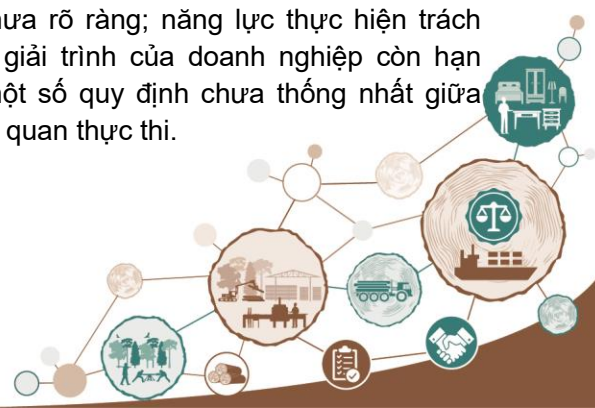 ưa rõ ràng; năng lực thực hiện trách
giải trình của doanh nghiệp còn hạn
ột số quy định chưa thống nhất giữa
quan thực thi.